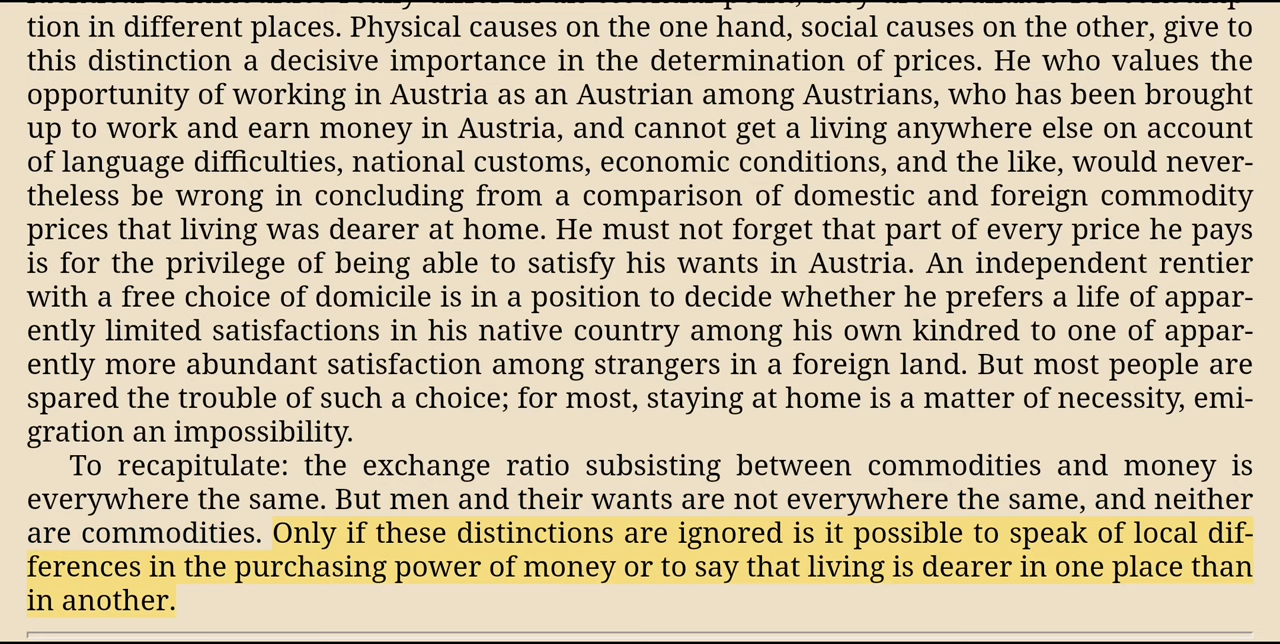 tion in different places. Physical causes on the one hand, social causes on the other, give to
this distinction a decisive importance in the determination of prices. He who values the
opportunity of working in Austria as an Austrian among Austrians, who has been brought
up to work and earn money in Austria, and cannot get a living anywhere else on account
of language difficulties, national customs, economic conditions, and the like, would never-
theless be wrong in concluding from a comparison of domestic and foreign commodity
prices that living was dearer at home. He must not forget that part of every price he pays
is for the privilege of being able to satisfy his wants in Austria. An independent rentier
with a free choice of domicile is in a position to decide whether he prefers a life of appar-
ently limited satisfactions in his native country among his own kindred to one of appar-
ently more abundant satisfaction among strangers in a foreign land. But most people are
spared the trouble of such a choice; for most, staying at home is a matter of necessity, emi-
gration an impossibility.
To recapitulate: the exchange ratio subsisting between commodities and money is
everywhere the same. But men and their wants are not everywhere the same, and neither
are commodities. Only if these distinctions are ignored is it possible to speak of local dif-
ferences in the purchasing power of money or to say that living is dearer in one place than
in another.